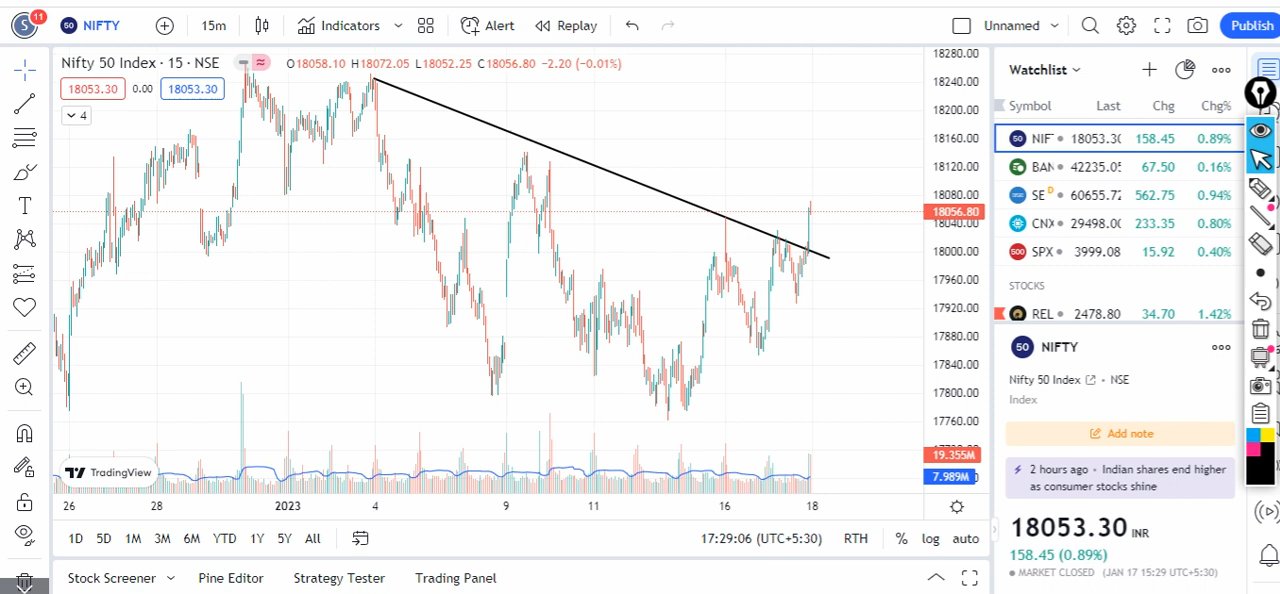 S 11 50 NIFTY 15m Indicators Alert Replay Unnamed Publish
Nifty 50 Index · 15 · NSE O18058.10 H18072.05 L18052.25 C18056.80 −2.20 (−0.01%)
18053.30 0.00 18053.30
4
18280.00
18240.00
18200.00
18160.00
18120.00
18080.00
18056.80
18040.00
18000.00
17960.00
17920.00
17880.00
17840.00
17800.00
17760.00
19.355M
7.989M
TradingView
26 28 2023 4 9 11 16 18
1D 5D 1M 3M 6M YTD 1Y 5Y All 17:29:06 (UTC+5:30) RTH % log auto
Stock Screener Pine Editor Strategy Tester Trading Panel
Watchlist
Symbol Last Chg Chg%
50 NIF 18053.30 158.45 0.89%
BAN 42235.05 67.50 0.16%
SE D 60655.72 562.75 0.94%
CNX 29498.00 233.35 0.80%
500 SPX 3999.08 15.92 0.40%
STOCKS
REL 2478.80 34.70 1.42%
50 NIFTY
Nifty 50 Index • NSE
Index
Add note
2 hours ago • Indian shares end higher
as consumer stocks shine
18053.30 INR
158.45 (0.89%)
MARKET CLOSED (JAN 17 15:29 UTC+5:30)